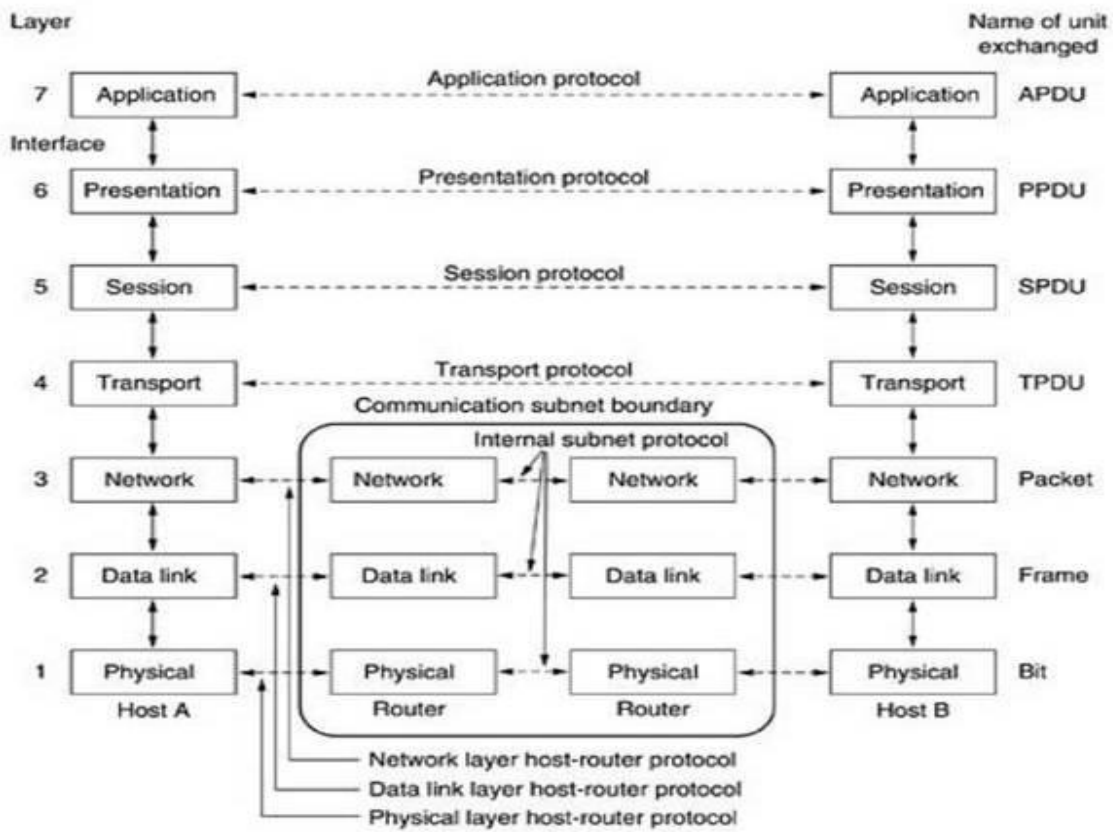 Layer
Name of unit
exchanged
Application protocol
7 Application Application APDU
Interface
Presentation protocol
6 Presentation Presentation PPDU
Session protocol
5 Session Session SPDU
Transport protocol
4 Transport Transport TPDU
Communication subnet boundary
Internal subnet protocol
3 Network Network Network Network Packet
2 Data link Data link Data link Data link Frame
1 Physical Physical Physical Physical Bit
Host A Router Router Host B
Network layer host-router protocol
Data link layer host-router protocol
Physical layer host-router protocol